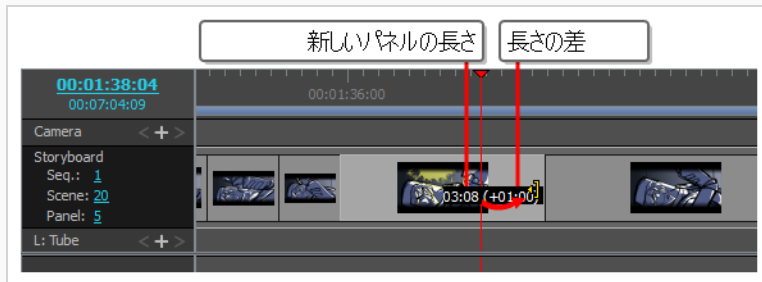 新しいパネルの長さ
長さの差
00:01:38:04
00:07:04:09
00:01:36:00
Camera
Storyboard
Seq.: 1
Scene: 20
Panel: 5
03:08 (+01:00)
L: Tube